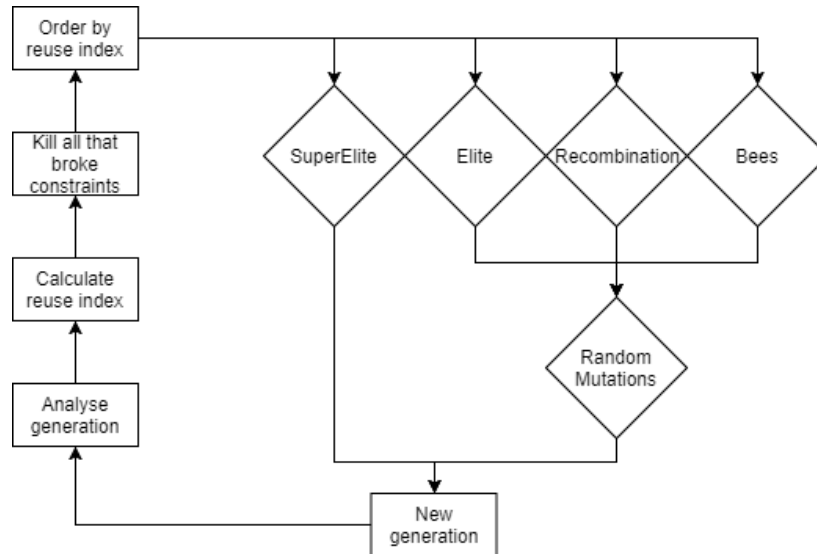 Order by
reuse index
Kill all that
broke
constraints
SuperElite
Elite
Recombination
Bees
Calculate
reuse index
Random
Mutations
Analyse
generation
New
generation